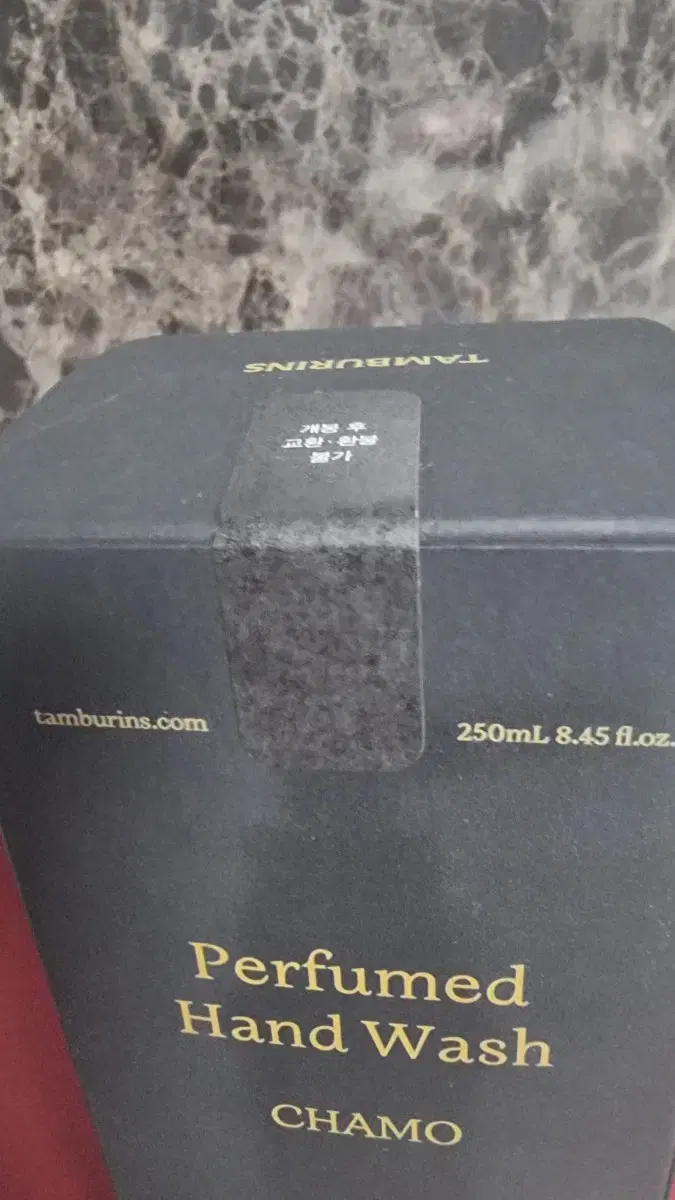 TAMBURINS
개봉 후
교환·환불
불가
tamburins.com
250mL 8.45 fl.oz.
Perfumed
Hand Wash
CHAMO